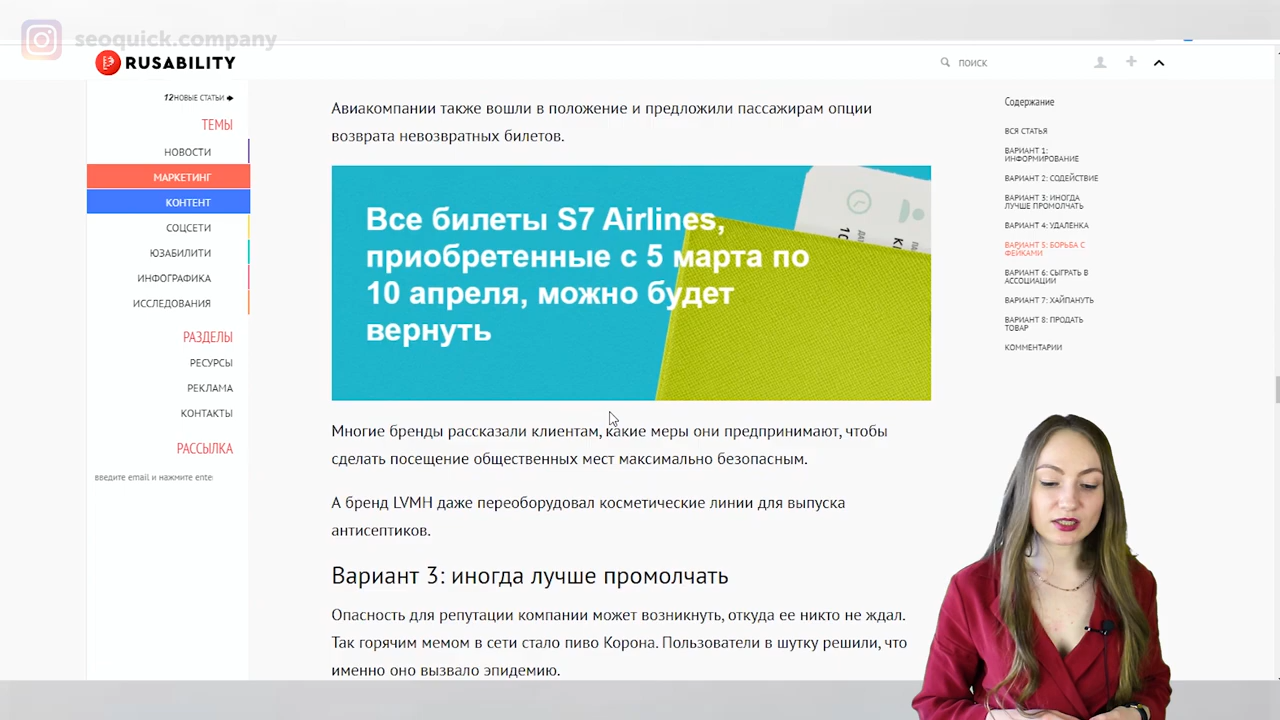 seoquick.company
RUSABILITY
поиск
12 НОВЫЕ СТАТЬИ
ТЕМЫ
НОВОСТИ
МАРКЕТИНГ
КОНТЕНТ
СОЦСЕТИ
ЮЗАБИЛИТИ
ИНФОГРАФИКА
ИССЛЕДОВАНИЯ
РАЗДЕЛЫ
РЕСУРСЫ
РЕКЛАМА
КОНТАКТЫ
РАССЫЛКА
введите email и нажмите ente
Авиакомпании также вошли в положение и предложили пассажирам опции
возврата невозвратных билетов.
Все билеты S7 Airlines,
приобретенные с 5 марта по
10 апреля, можно будет
вернуть
Многие бренды рассказали клиентам, какие меры они предпринимают, чтобы
сделать посещение общественных мест максимально безопасным.
А бренд LVMH даже переоборудовал косметические линии для выпуска
антисептиков.
Вариант 3: иногда лучше промолчать
Опасность для репутации компании может возникнуть, откуда ее никто не ждал.
Так горячим мемом в сети стало пиво Корона. Пользователи в шутку решили, что
именно оно вызвало эпидемию.
Содержание
ВСЯ СТАТЬЯ
ВАРИАНТ 1:
ИНФОРМИРОВАНИЕ
ВАРИАНТ 2: СОДЕЙСТВИЕ
ВАРИАНТ 3: ИНОГДА
ЛУЧШЕ ПРОМОЛЧАТЬ
ВАРИАНТ 4: УДАЛЕНКА
ВАРИАНТ 5: БОРЬБА С
ФЕЙКАМИ
ВАРИАНТ 6: СЫГРАТЬ В
АССОЦИАЦИИ
ВАРИАНТ 7: ХАЙПАНУТЬ
ВАРИАНТ 8: ПРОДАТЬ
ТОВАР
КОММЕНТАРИИ